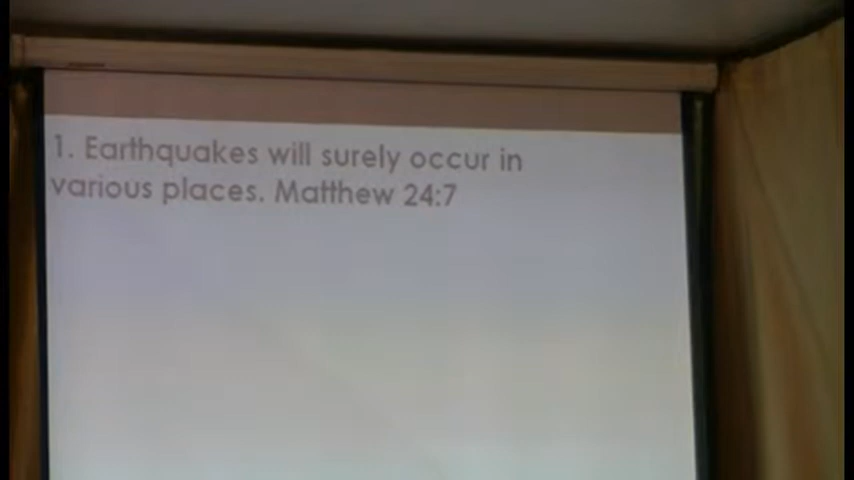 1. Earthquakes will surely occur in
various places. Matthew 24:7